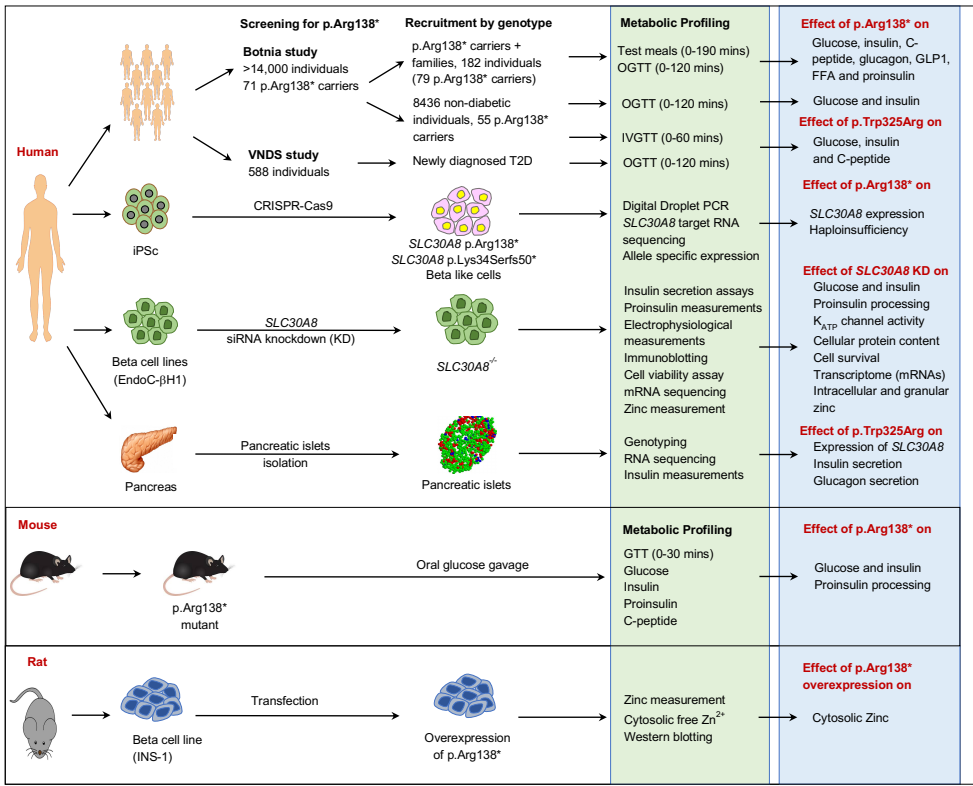 Screening for p.Arg138*
Recruitment by genotype
Metabolic Profiling
Effect of p.Arg138* on
Botnia study
>14,000 individuals
71 p.Arg138* carriers
p.Arg138* carriers +
families, 182 individuals
(79 p.Arg138* carriers)
Test meals (0-190 mins)
OGTT (0-120 mins)
Glucose, insulin, C-
peptide, glucagon, GLP1,
FFA and proinsulin
8436 non-diabetic
individuals, 55 p.Arg138*
carriers
OGTT (0-120 mins)
Glucose and insulin
Effect of p.Trp325Arg on
IVGTT (0-60 mins)
Glucose, insulin
and C-peptide
Human
VNDS study
588 individuals
Newly diagnosed T2D
OGTT (0-120 mins)
iPSc
CRISPR-Cas9
SLC30A8 p.Arg138*
SLC30A8 p.Lys34Serfs50*
Beta like cells
Digital Droplet PCR
SLC30A8 target RNA
sequencing
Allele specific expression
Effect of p.Arg138* on
SLC30A8 expression
Haploinsufficiency
Beta cell lines
(EndoC-βH1)
SLC30A8
siRNA knockdown (KD)
SLC30A8-/-
Insulin secretion assays
Proinsulin measurements
Electrophysiological
measurements
Immunoblotting
Cell viability assay
mRNA sequencing
Zinc measurement
Effect of SLC30A8 KD on
Glucose and insulin
Proinsulin processing
KATP channel activity
Cellular protein content
Cell survival
Transcriptome (mRNAs)
Intracellular and granular
zinc
Pancreas
Pancreatic islets
isolation
Pancreatic islets
Genotyping
RNA sequencing
Insulin measurements
Effect of p.Trp325Arg on
Expression of SLC30A8
Insulin secretion
Glucagon secretion
Mouse
p.Arg138*
mutant
Oral glucose gavage
Metabolic Profiling
GTT (0-30 mins)
Glucose
Insulin
Proinsulin
C-peptide
Effect of p.Arg138* on
Glucose and insulin
Proinsulin processing
Rat
Beta cell line
(INS-1)
Transfection
Overexpression
of p.Arg138*
Zinc measurement
Cytosolic free Zn2+
Western blotting
Effect of p.Arg138*
overexpression on
Cytosolic Zinc